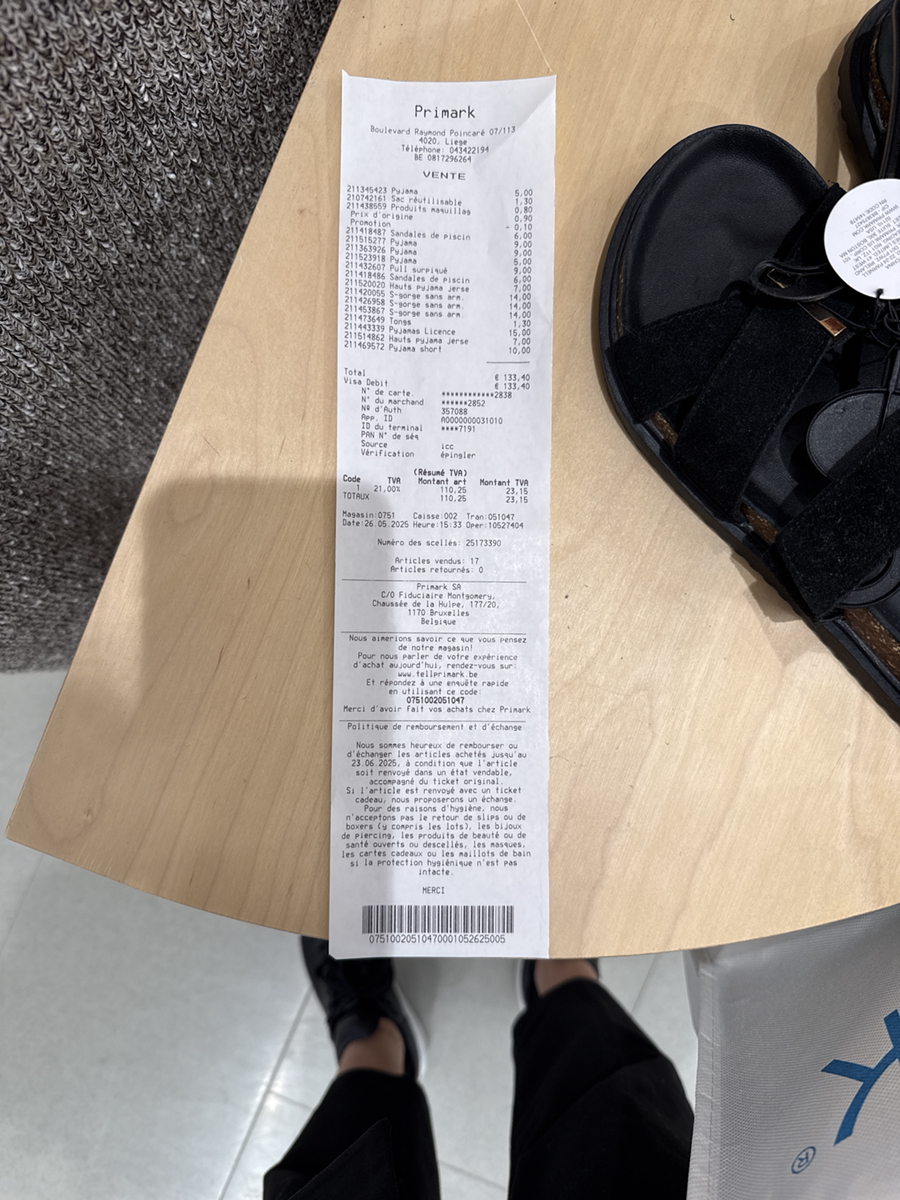 Primark
Boulevard Raymond Poincaré 07/113
4020, Liege
Téléphone: 043422194
BE 0817296264
VENTE
211345423 Pyjama 5,00
210742161 Sac réutilisable 1,30
211438559 Produits maquillag 0,80
Prix d'origine 0,90
Promotion - 0,10
211418487 Sandales de piscin 6,00
211515277 Pyjama 9,00
211363926 Pyjama 9,00
211523918 Pyjama 5,00
211432607 Pull surpiqué 9,00
211418486 Sandales de piscin 6,00
211520020 Hauts pyjama jerse 7,00
211420055 S-gorge sans arm. 14,00
211426958 S-gorge sans arm. 14,00
211453867 S-gorge sans arm. 14,00
211473649 Tongs 1,30
211443339 Pyjamas Licence 15,00
211514862 Hauts pyjama jerse 7,00
211469572 Pyjama short 10,00
Total € 133,40
Visa Debit € 133,40
N° de carte. ************2838
N° du marchand ******2852
Nº d'Auth 357088
App. ID A0000000031010
ID du terminal ****7191
PAN N° de séq
Source icc
Vérification épingler
(Résumé TVA)
Code TVA Montant art Montant TVA
1 21,00% 110,25 23,15
TOTAUX 110,25 23,15
Magasin:0751 Caisse:002 Tran:051047
Date:26.05.2025 Heure:15:33 Oper:10527404
Numéro des scellés: 25173390
Articles vendus: 17
Articles retournés: 0
Primark SA
C/O Fiduciaire Montgomery,
Chaussée de la Hulpe, 177/20,
1170 Bruxelles
Belgique
Nous aimerions savoir ce que vous pensez
de notre magasin!
Pour nous parler de votre expérience
d'achat aujourd'hui, rendez-vous sur:
www.tellprimark.be
Et répondez à une enquête rapide
en utilisant ce code:
0751002051047
Merci d'avoir fait vos achats chez Primark
Politique de remboursement et d'échange
Nous sommes heureux de rembourser ou
d'échanger les articles achetés jusqu'au
23.06.2025, à condition que l'article
soit renvoyé dans un état vendable,
accompagné du ticket original.
Si l'article est renvoyé avec un ticket
cadeau, nous proposerons un échange.
Pour des raisons d'hygiène, nous
n'acceptons pas le retour de slips ou de
boxers (y compris les lots), les bijoux
de piercing, les produits de beauté ou de
santé ouverts ou descellés, les masques,
les cartes cadeaux ou les maillots de bain
si la protection hygiénique n'est pas
intacte.
MERCI
07510020510470001052625005
®